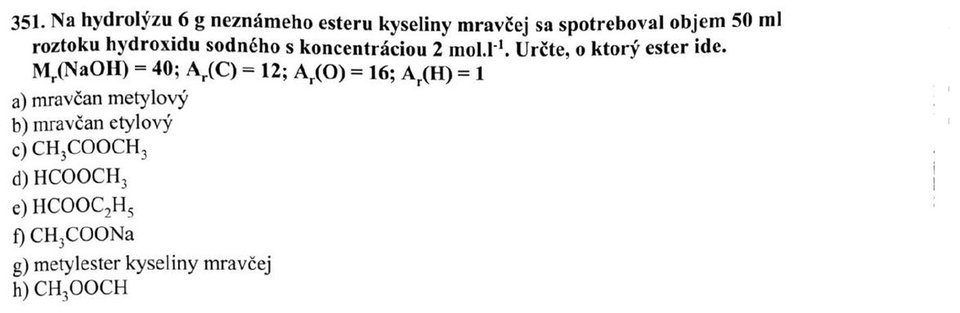 351. Na hydrolýzu 6 g neznámeho esteru kyseliny mravčej sa spotreboval objem 50 ml
roztoku hydroxidu sodného s koncentráciou 2 mol.l⁻¹. Určte, o ktorý ester ide.
Mᵣ(NaOH) = 40; Aᵣ(C) = 12; Aᵣ(O) = 16; Aᵣ(H) = 1
a) mravčan metylový
b) mravčan etylový
c) CH₃COOCH₃
d) HCOOCH₃
e) HCOOC₂H₅
f) CH₃COONa
g) metylester kyseliny mravčej
h) CH₃OOCH